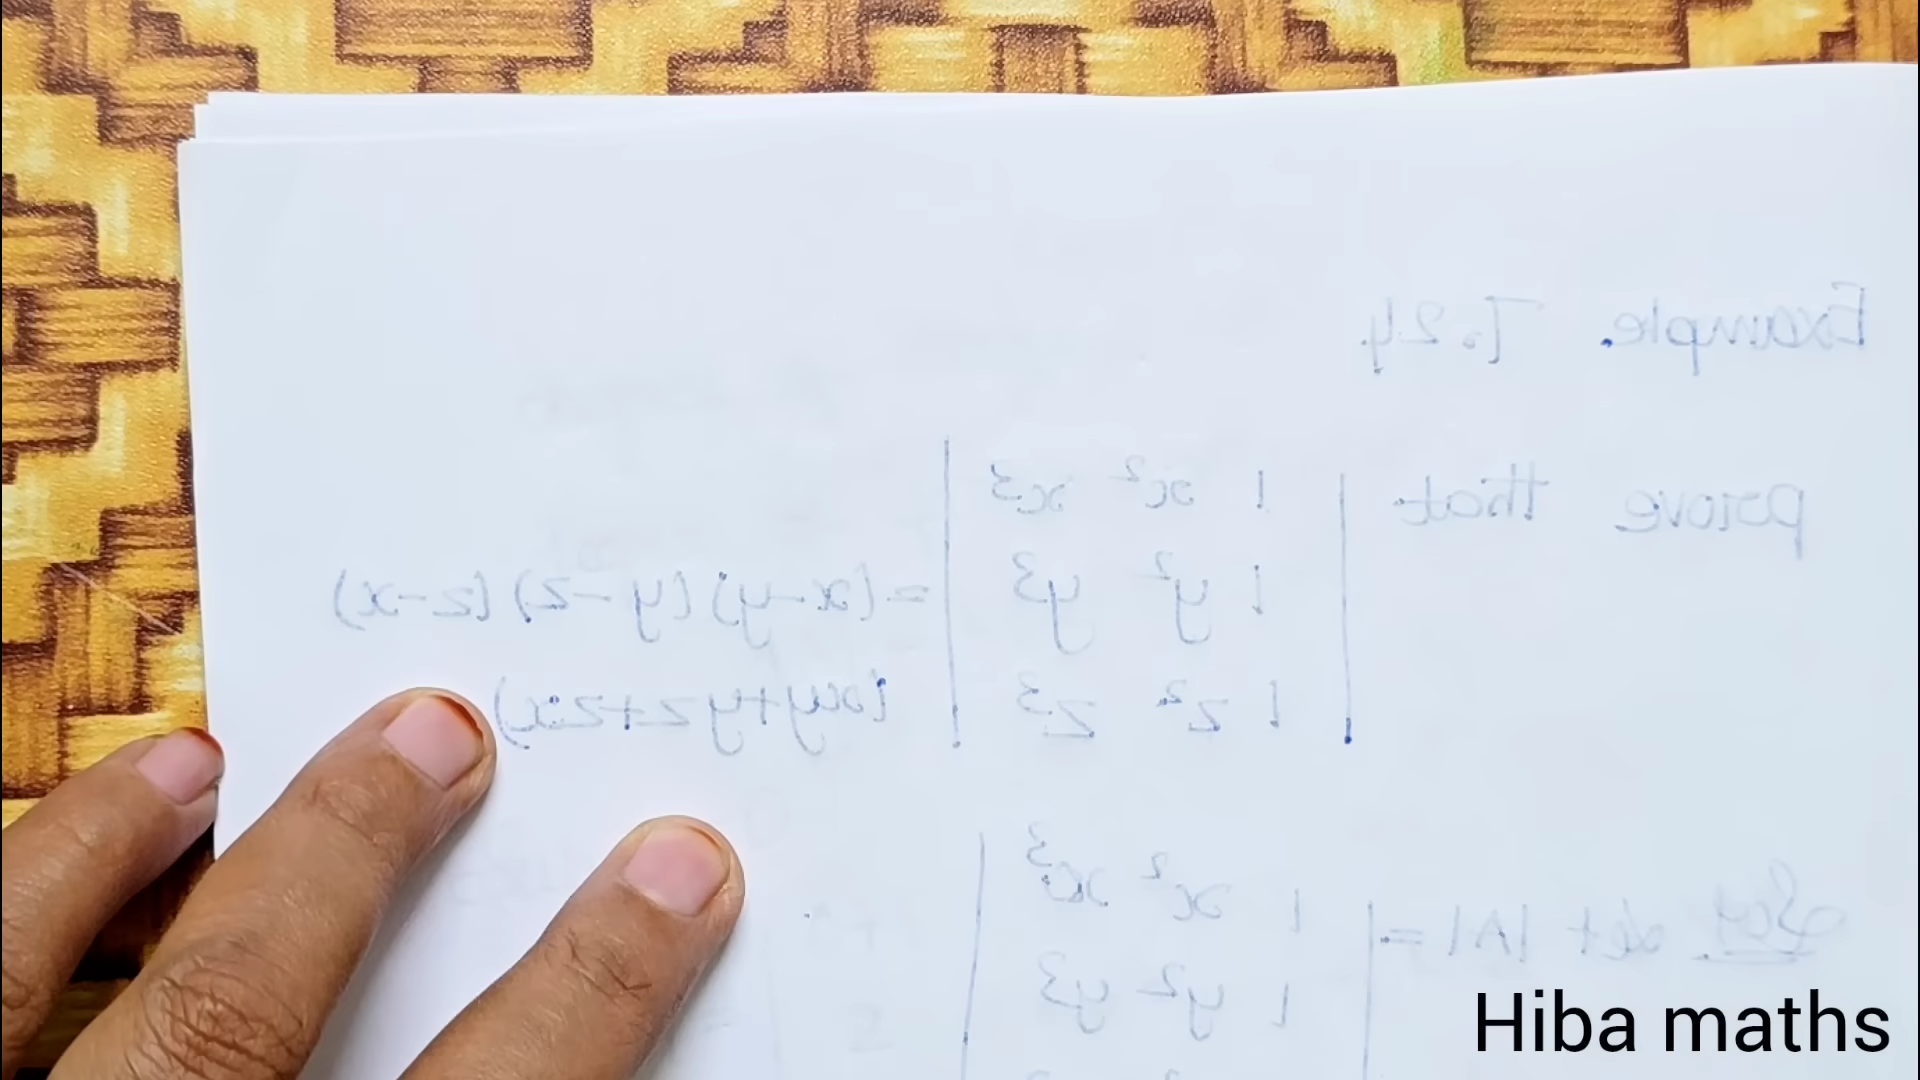 Example. 7.24
prove that | 1 x² x³ |
| 1 y² y³ | = (x-y) (y-z) (z-x)
| 1 z² z³ | (xy+yz+zx)
Let |A| = | 1 x² x³ |
| 1 y² y³ |
Hiba maths